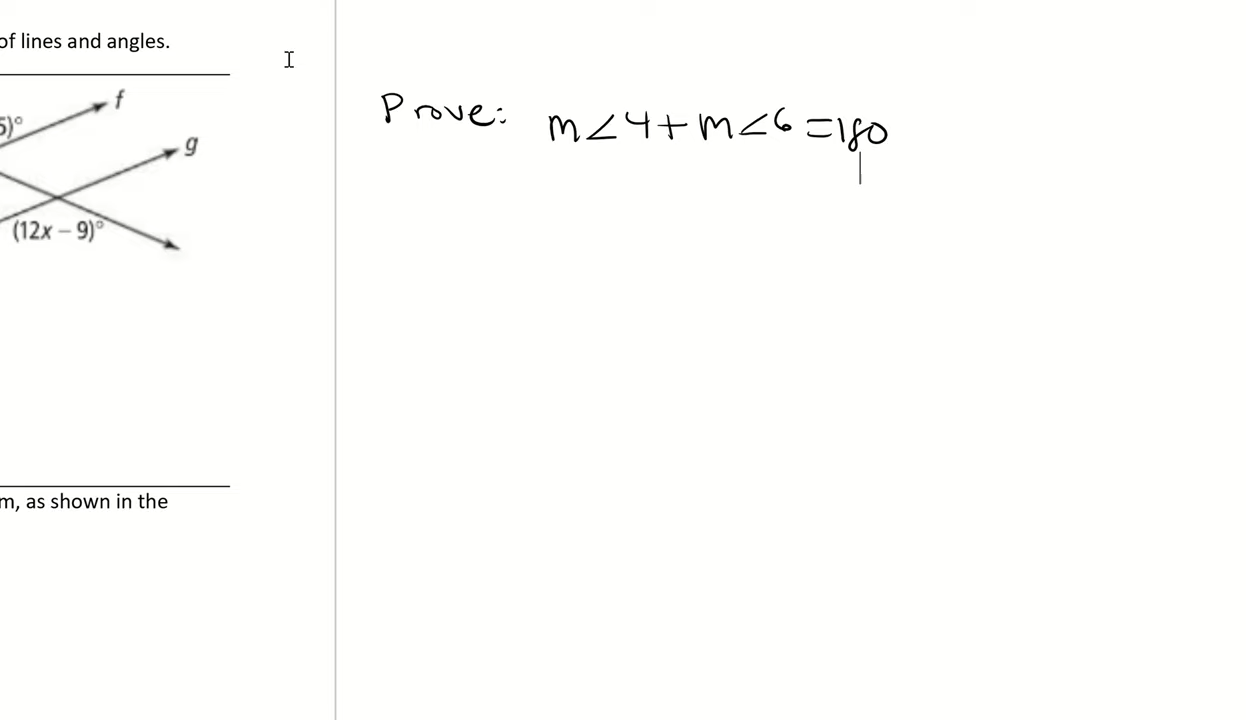 of lines and angles.
f
5)°
g
(12x – 9)°
Prove: m∠4 + m∠6 = 180
m, as shown in the